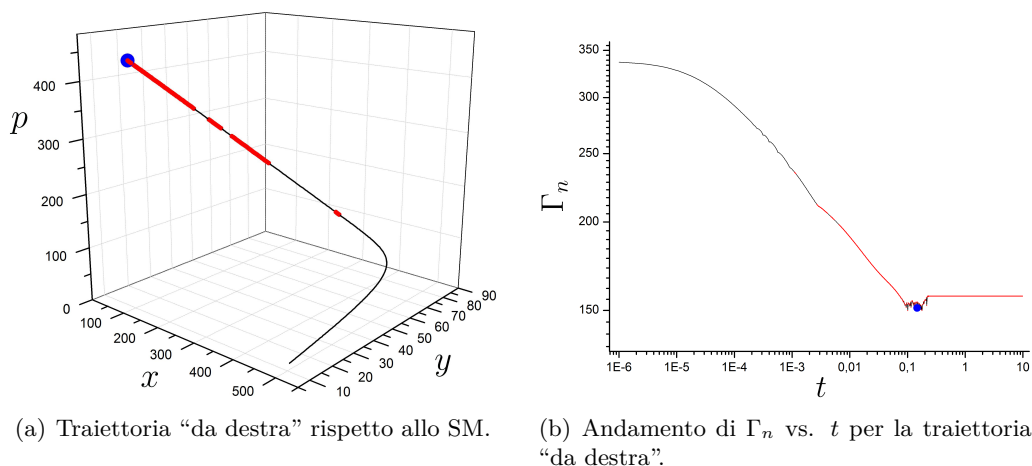 400
300
200
100
0
p
100
200
300
400
500
x
10
20
30
40
50
60
70
80
90
y
350
300
250
200
150
Γn
1E-6
1E-5
1E-4
1E-3
0,01
0,1
1
10
t
(a) Traiettoria “da destra” rispetto allo SM.
(b) Andamento di Γn vs. t per la traiettoria
“da destra”.